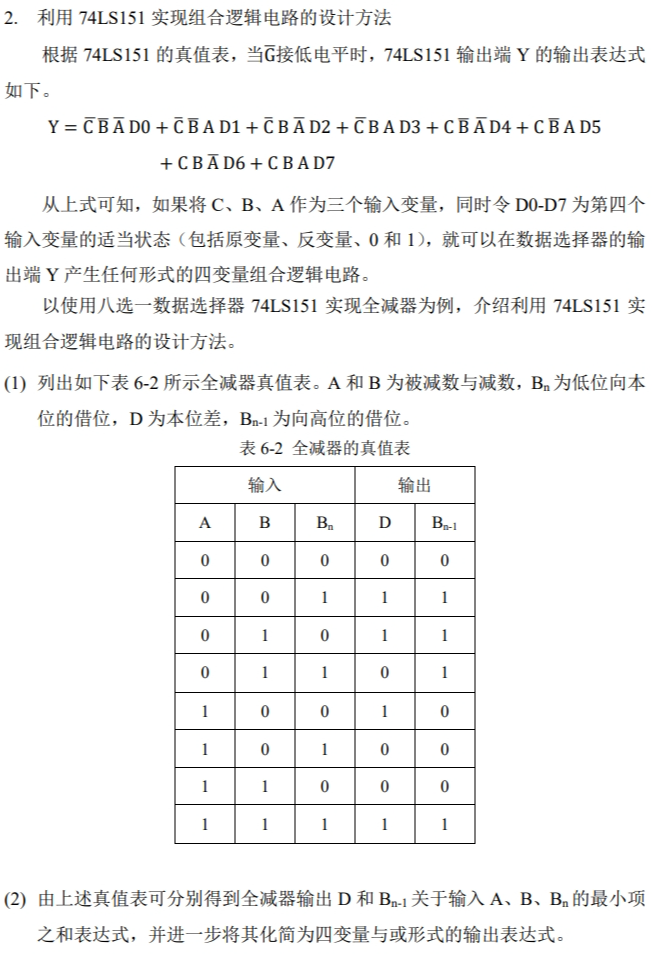 2. 利用 74LS151 实现组合逻辑电路的设计方法
根据 74LS151 的真值表，当G̅接低电平时，74LS151 输出端 Y 的输出表达式
如下。
Y = C̅ B̅ A̅ D0 + C̅ B̅ A D1 + C̅ B A̅ D2 + C̅ B A D3 + C B̅ A̅ D4 + C B̅ A D5
+ C B A̅ D6 + C B A D7
从上式可知，如果将 C、B、A 作为三个输入变量，同时令 D0-D7 为第四个
输入变量的适当状态（包括原变量、反变量、0 和 1），就可以在数据选择器的输
出端 Y 产生任何形式的四变量组合逻辑电路。
以使用八选一数据选择器 74LS151 实现全减器为例，介绍利用 74LS151 实
现组合逻辑电路的设计方法。
(1) 列出如下表 6-2 所示全减器真值表。A 和 B 为被减数与减数，Bₙ为低位向本
位的借位，D 为本位差，Bₙ₋₁为向高位的借位。
表 6-2 全减器的真值表
输入 输出
A B Bₙ D Bₙ₋₁
0 0 0 0 0
0 0 1 1 1
0 1 0 1 1
0 1 1 0 1
1 0 0 1 0
1 0 1 0 0
1 1 0 0 0
1 1 1 1 1
(2) 由上述真值表可分别得到全减器输出 D 和 Bₙ₋₁关于输入 A、B、Bₙ的最小项
之和表达式，并进一步将其化简为四变量与或形式的输出表达式。